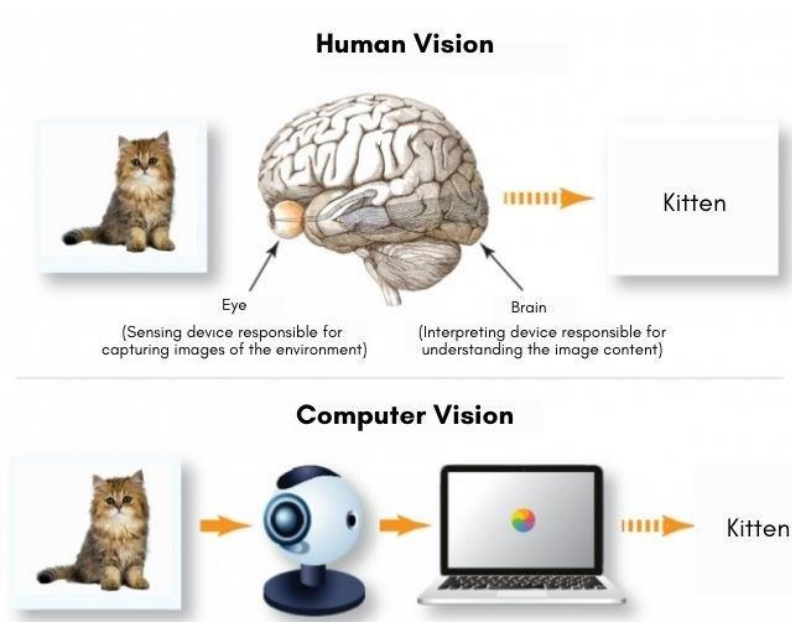 Human Vision
Kitten
Eye
(Sensing device responsible for
capturing images of the environment)
Brain
(Interpreting device responsible for
understanding the image content)
Computer Vision
Kitten